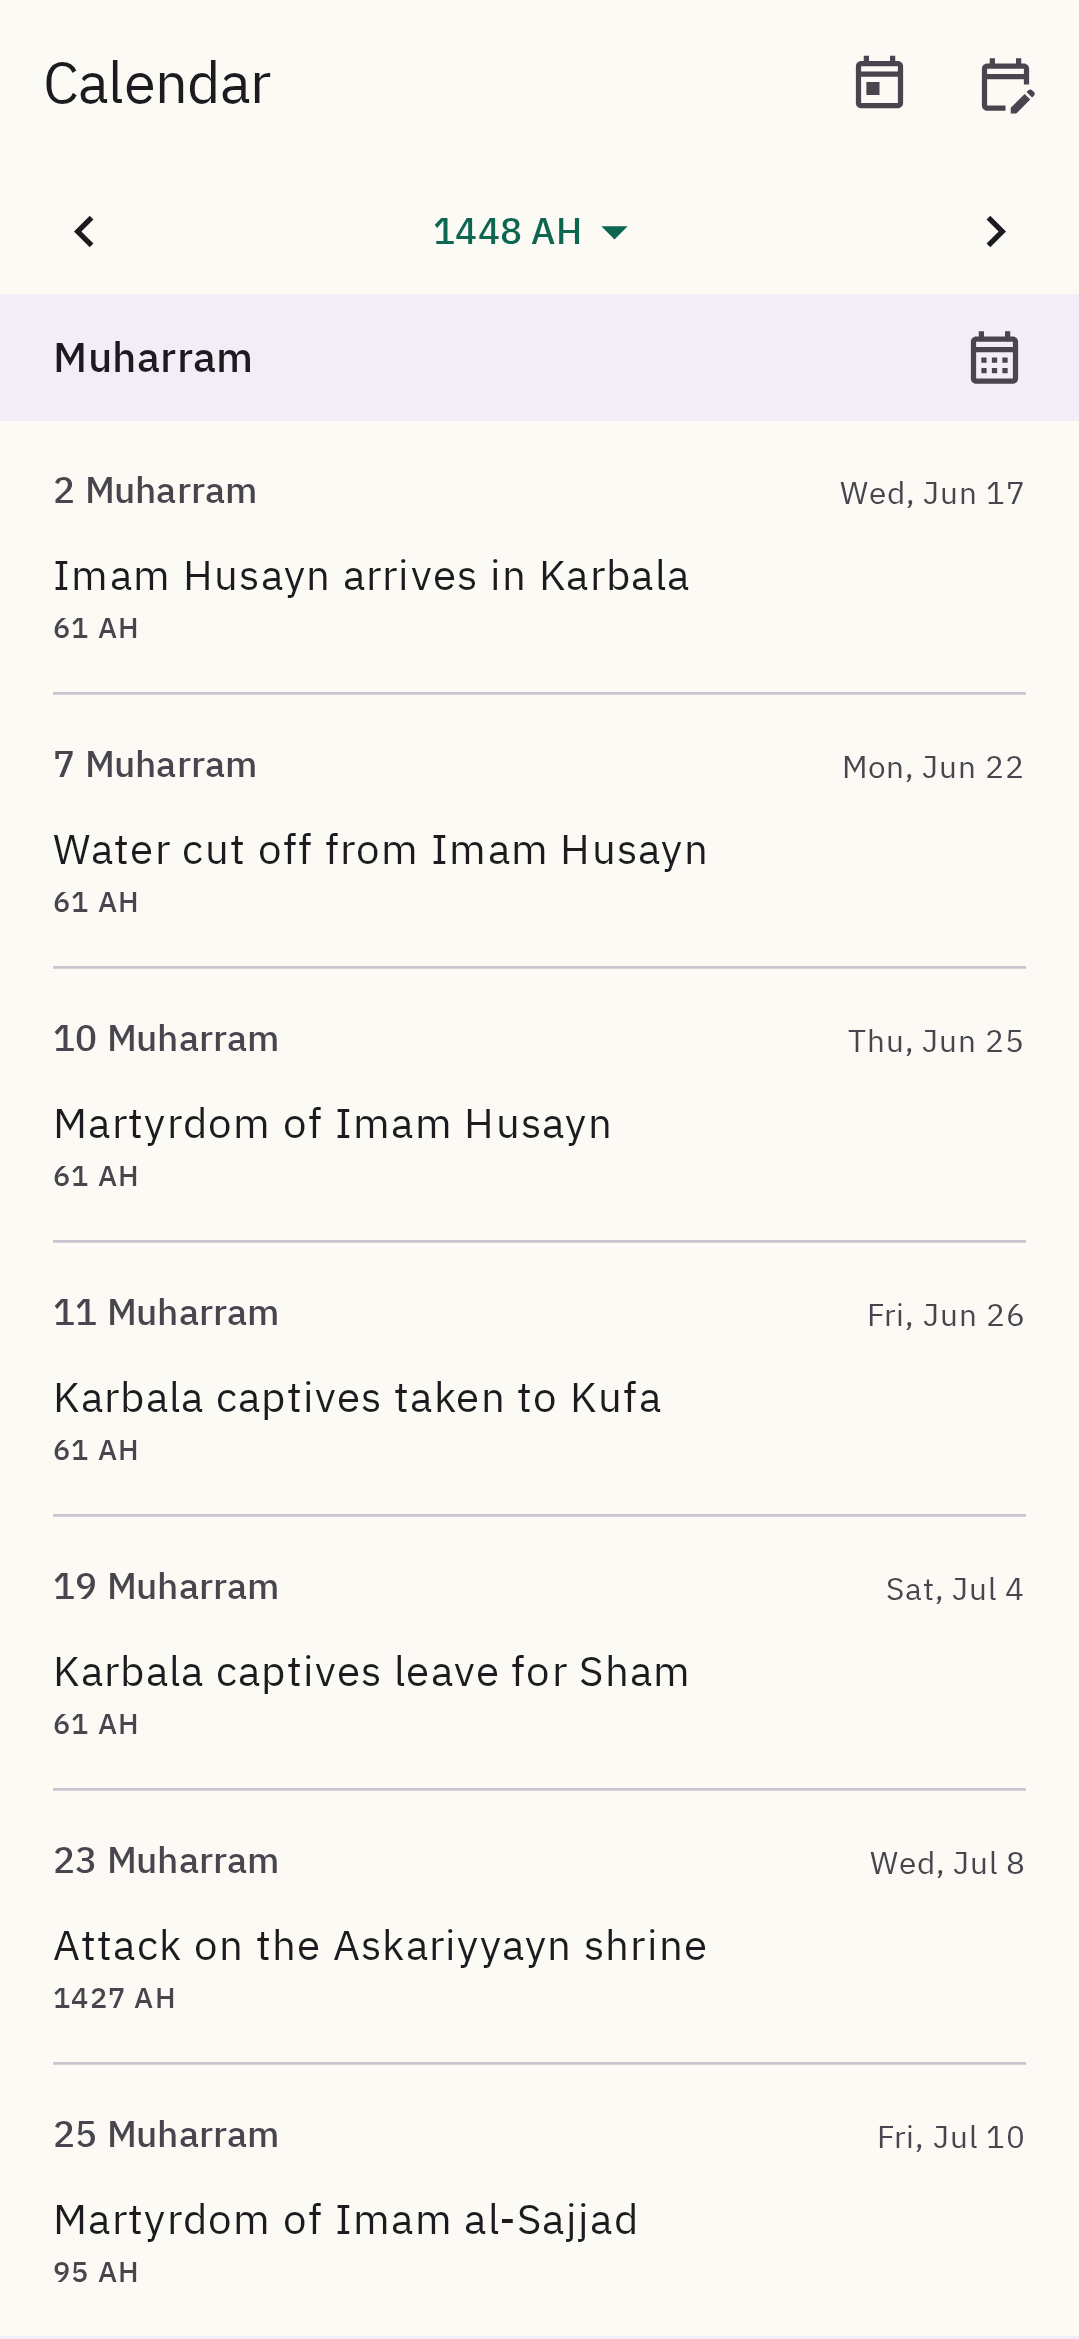 Calendar
1448 AH
Muharram
2 Muharram
Wed, Jun 17
Imam Husayn arrives in Karbala
61 AH
7 Muharram
Mon, Jun 22
Water cut off from Imam Husayn
61 AH
10 Muharram
Thu, Jun 25
Martyrdom of Imam Husayn
61 AH
11 Muharram
Fri, Jun 26
Karbala captives taken to Kufa
61 AH
19 Muharram
Sat, Jul 4
Karbala captives leave for Sham
61 AH
23 Muharram
Wed, Jul 8
Attack on the Askariyyayn shrine
1427 AH
25 Muharram
Fri, Jul 10
Martyrdom of Imam al-Sajjad
95 AH